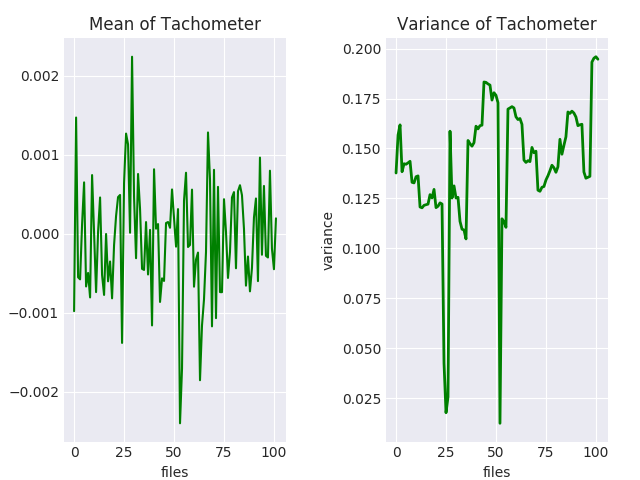 Mean of Tachometer
0.002
0.001
0.000
−0.001
−0.002
0 25 50 75 100
files
Variance of Tachometer
variance
0.200
0.175
0.150
0.125
0.100
0.075
0.050
0.025
0 25 50 75 100
files